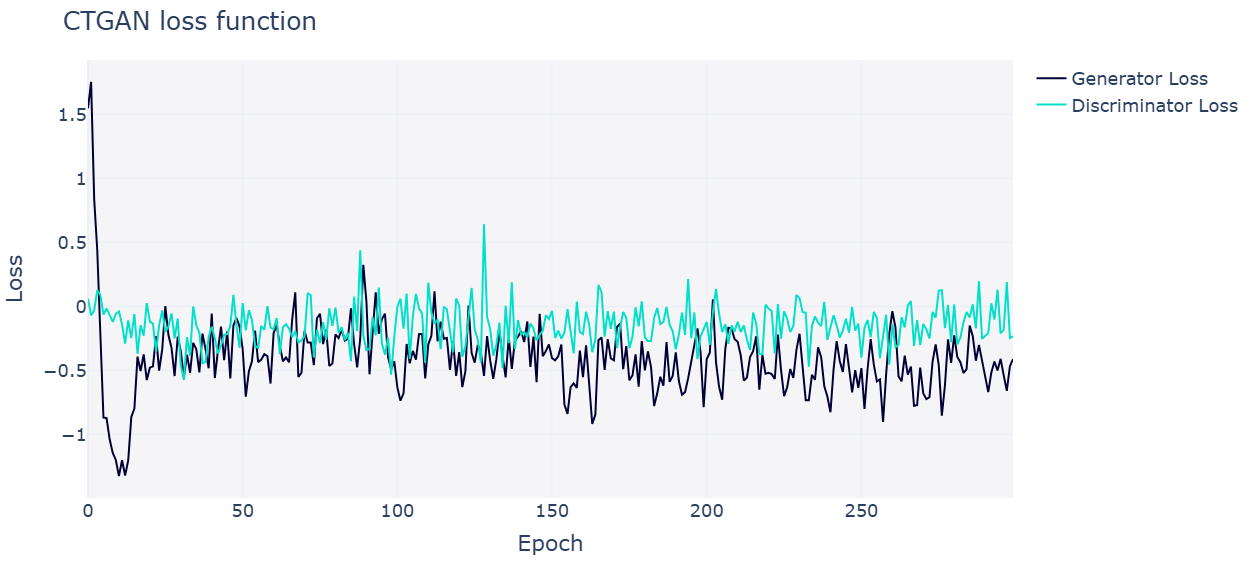 CTGAN loss function
Generator Loss
Discriminator Loss
1.5
1
0.5
0
−0.5
−1
Loss
0 50 100 150 200 250
Epoch